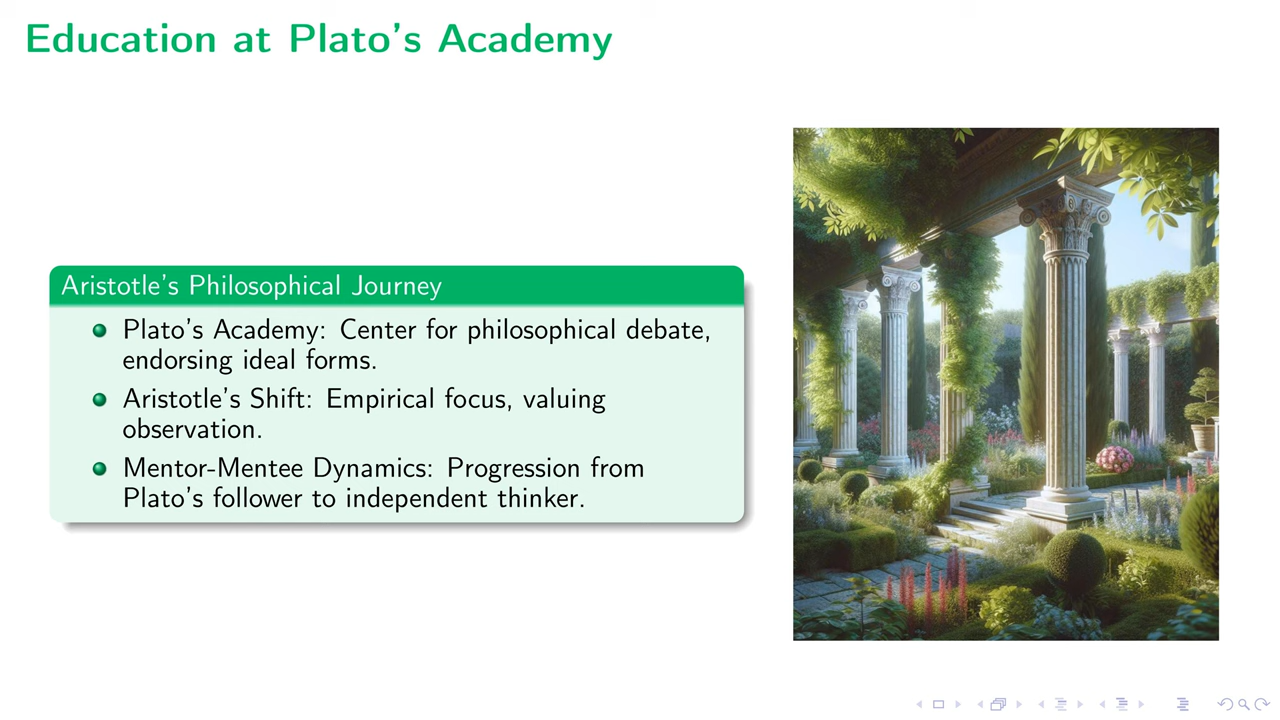 Education at Plato's Academy
Aristotle's Philosophical Journey
Plato's Academy: Center for philosophical debate,
endorsing ideal forms.
Aristotle's Shift: Empirical focus, valuing
observation.
Mentor-Mentee Dynamics: Progression from
Plato's follower to independent thinker.